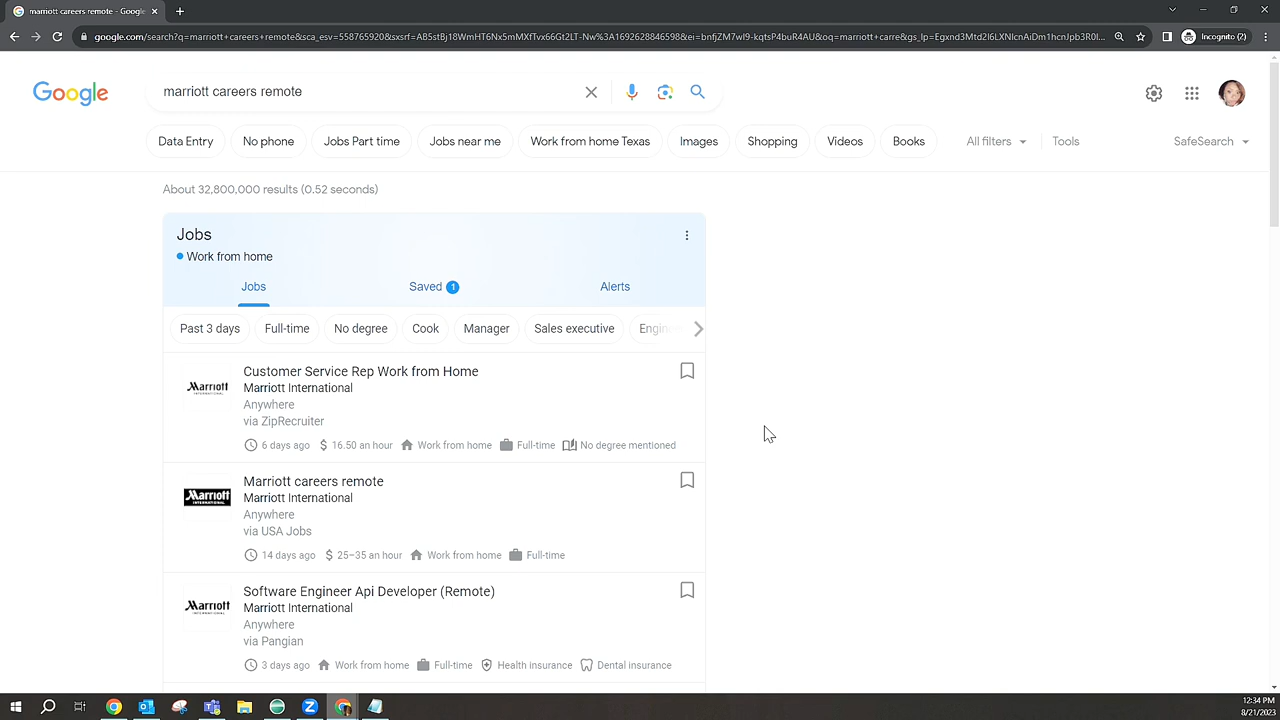 marriott careers remote - Google
Incognito (2)
Google
marriott careers remote
Data Entry
No phone
Jobs Part time
Jobs near me
Work from home Texas
Images
Shopping
Videos
Books
All filters
Tools
SafeSearch
About 32,800,000 results (0.52 seconds)
Jobs
Work from home
Jobs
Saved 1
Alerts
Past 3 days
Full-time
No degree
Cook
Manager
Sales executive
Customer Service Rep Work from Home
Marriott
Marriott International
Anywhere
via ZipRecruiter
6 days ago $ 16.50 an hour Work from home Full-time No degree mentioned
Marriott careers remote
Marriott
Marriott International
Anywhere
via USA Jobs
14 days ago $ 25–35 an hour Work from home Full-time
Software Engineer Api Developer (Remote)
Marriott
Marriott International
Anywhere
via Pangian
3 days ago Work from home Full-time Health insurance Dental insurance
12:34 PM
8/21/2023